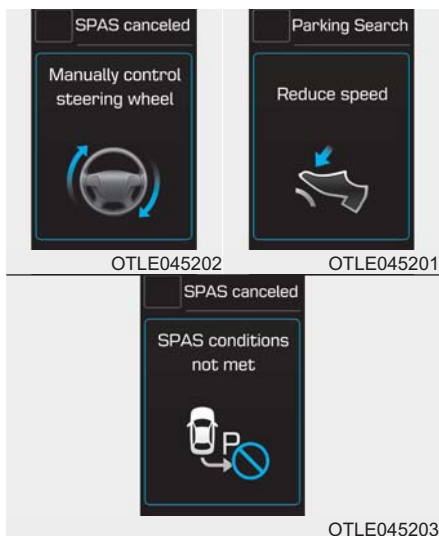 SPAS canceled
Manually control
steering wheel
OTLE045202
Parking Search
Reduce speed
OTLE045201
SPAS canceled
SPAS conditions
not met
P
OTLE045203